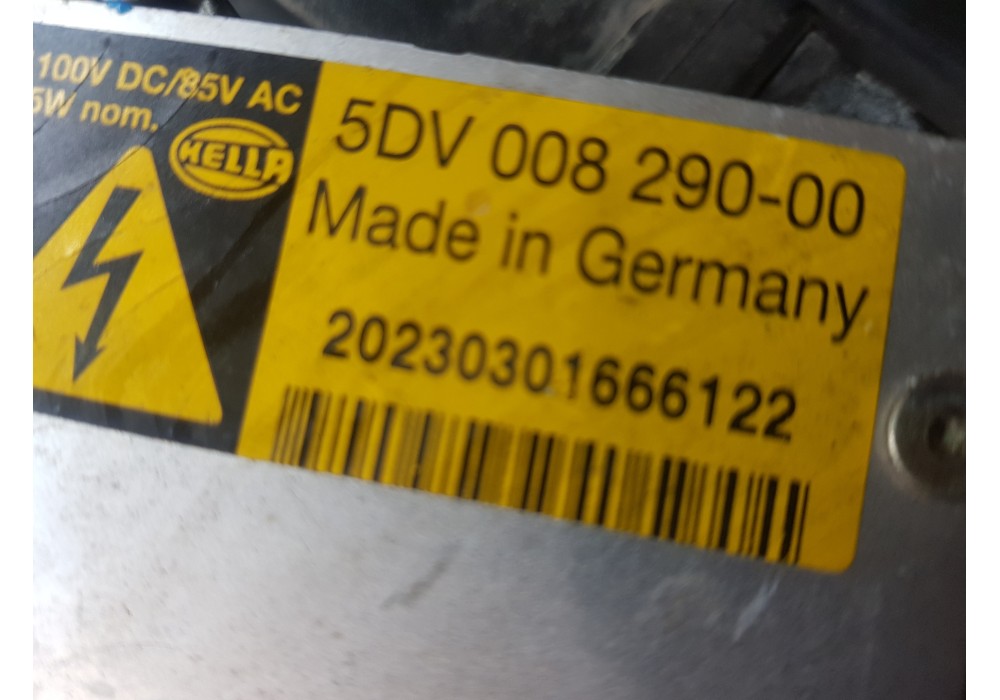 100V DC/85V AC
5W nom.
HELLA
5DV 008 290-00
Made in Germany
20230301666122